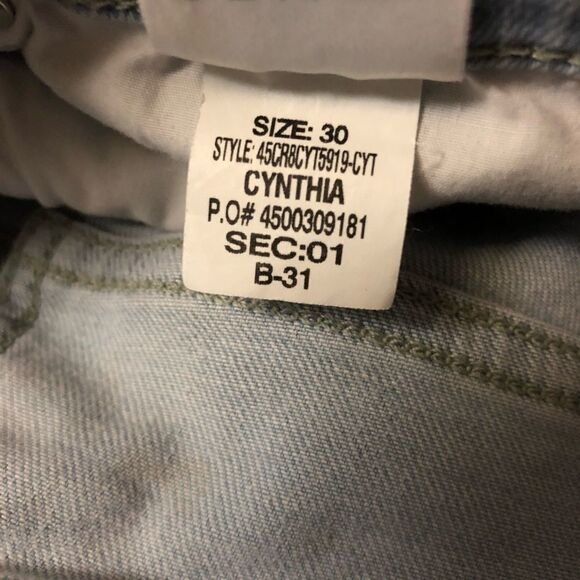 SIZE: 30
STYLE: 45CR8CYT5919-CYT
CYNTHIA
P.O# 4500309181
SEC:01
B-31